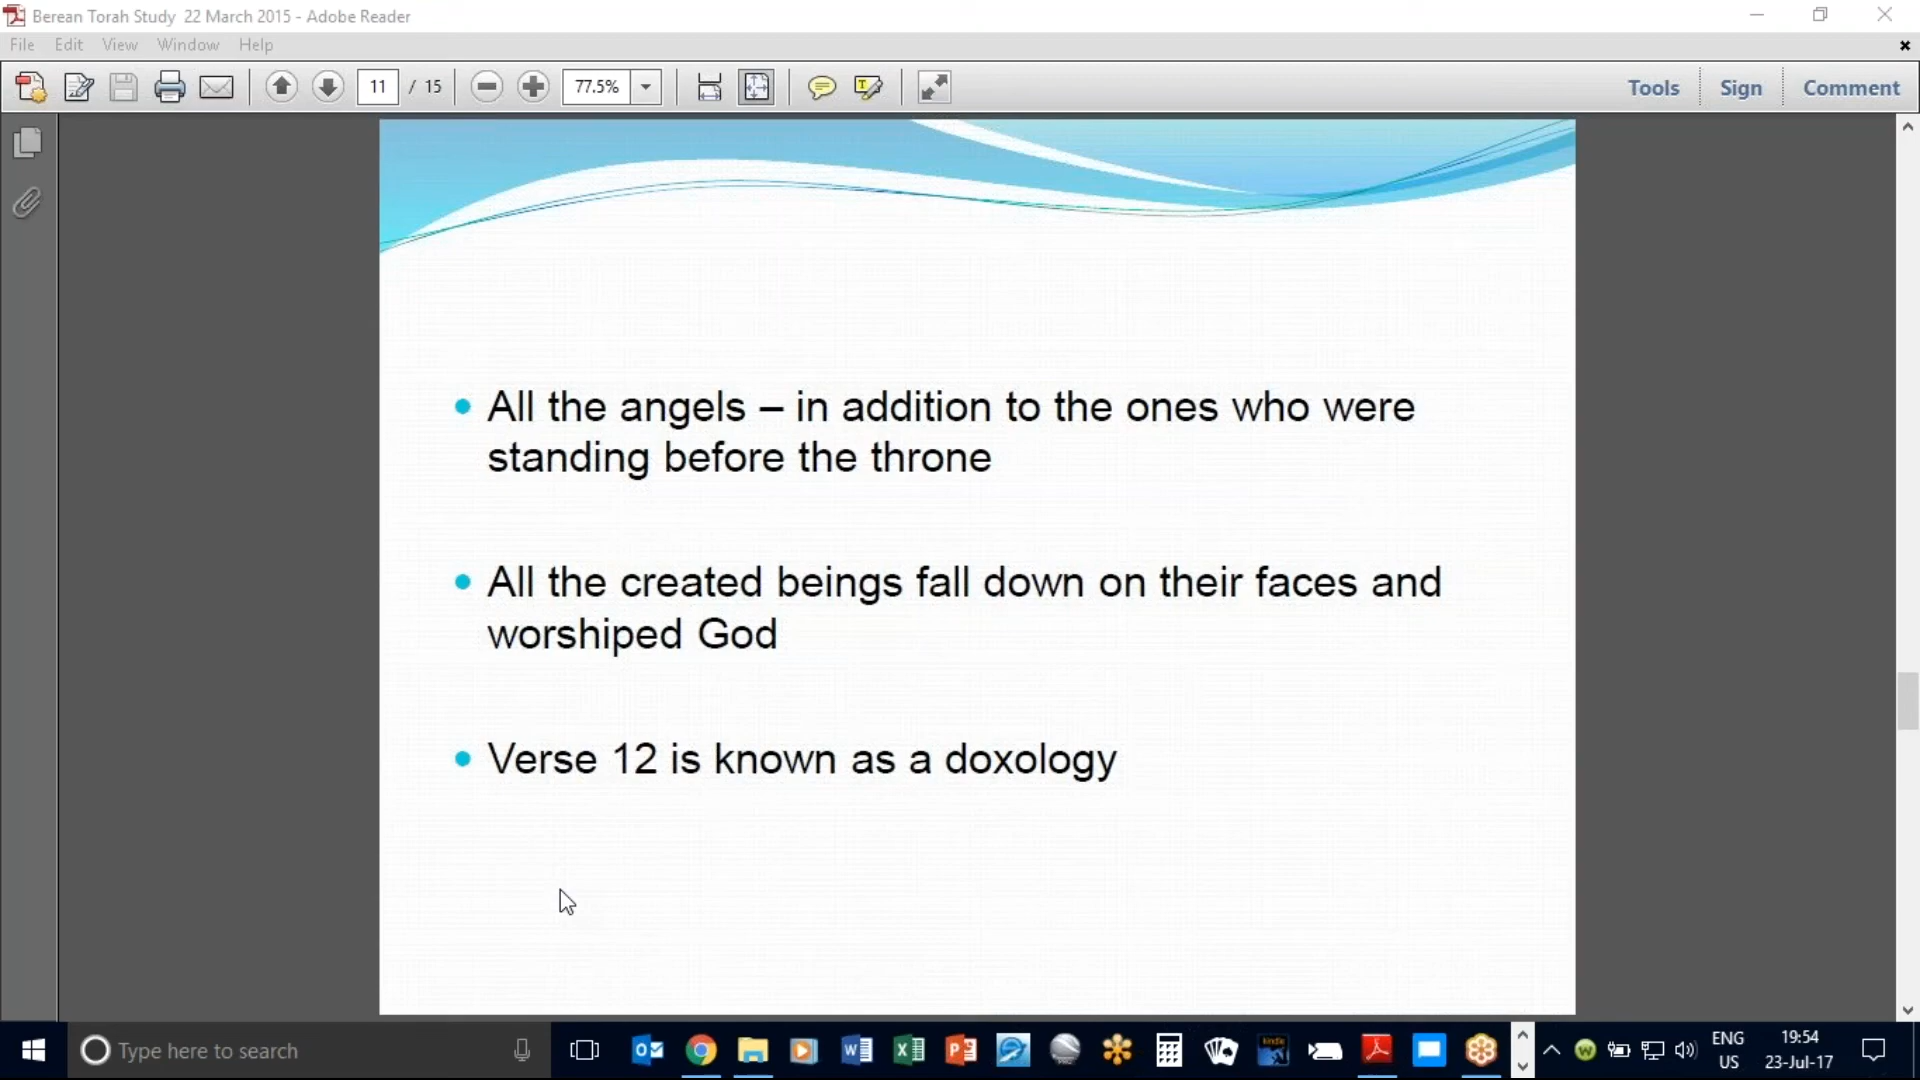 Berean Torah Study 22 March 2015 - Adobe Reader
File Edit View Window Help
11 / 15 77.5% Tools Sign Comment
• All the angels – in addition to the ones who were
standing before the throne
• All the created beings fall down on their faces and
worshiped God
• Verse 12 is known as a doxology
Type here to search
ENG 19:54
US 23-Jul-17